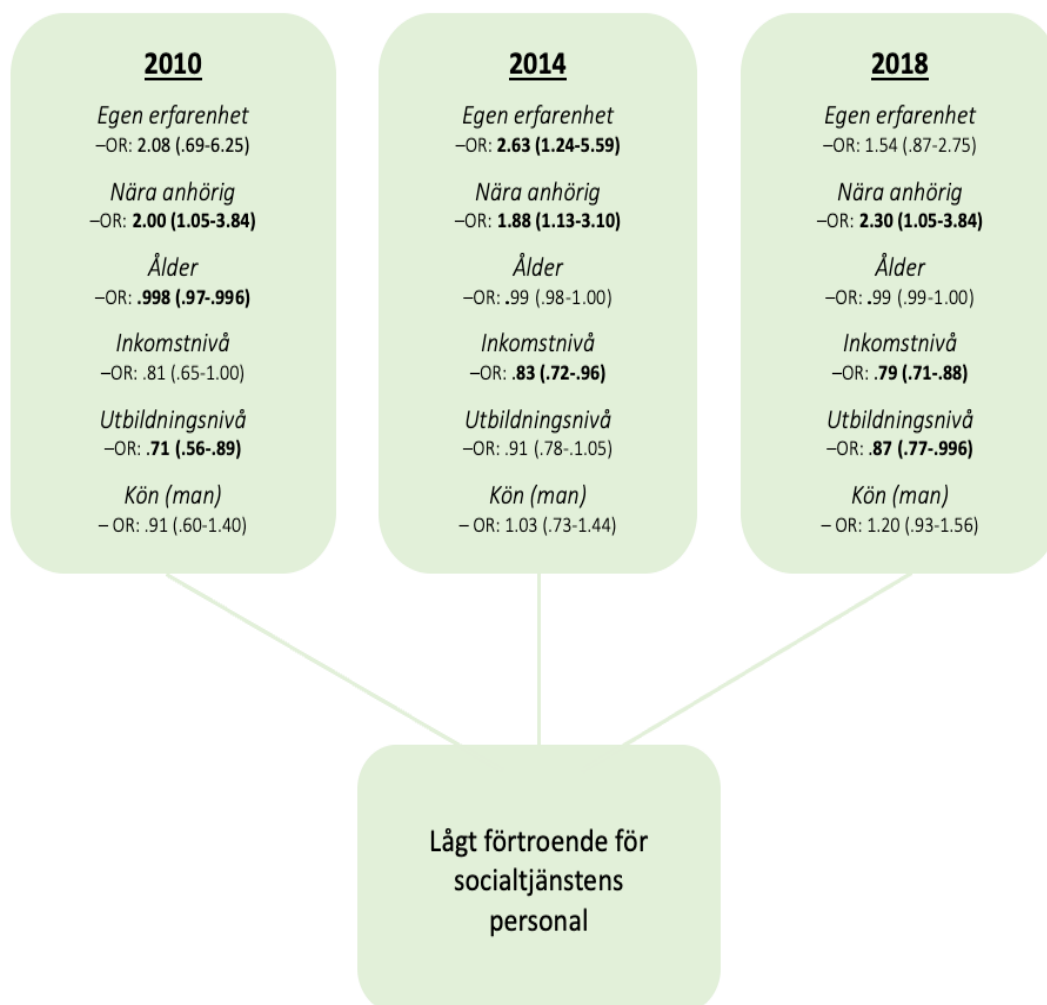 2010
Egen erfarenhet
–OR: 2.08 (.69-6.25)
Nära anhörig
–OR: 2.00 (1.05-3.84)
Ålder
–OR: .998 (.97-.996)
Inkomstnivå
–OR: .81 (.65-1.00)
Utbildningsnivå
–OR: .71 (.56-.89)
Kön (man)
– OR: .91 (.60-1.40)
2014
Egen erfarenhet
–OR: 2.63 (1.24-5.59)
Nära anhörig
–OR: 1.88 (1.13-3.10)
Ålder
–OR: .99 (.98-1.00)
Inkomstnivå
–OR: .83 (.72-.96)
Utbildningsnivå
–OR: .91 (.78-.1.05)
Kön (man)
– OR: 1.03 (.73-1.44)
2018
Egen erfarenhet
–OR: 1.54 (.87-2.75)
Nära anhörig
–OR: 2.30 (1.05-3.84)
Ålder
–OR: .99 (.99-1.00)
Inkomstnivå
–OR: .79 (.71-.88)
Utbildningsnivå
–OR: .87 (.77-.996)
Kön (man)
– OR: 1.20 (.93-1.56)
Lågt förtroende för
socialtjänstens
personal